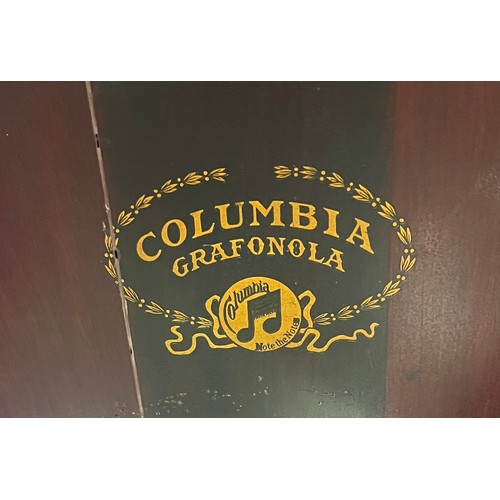 COLUMBIA
GRAFONOLA
Columbia
Note the Notes